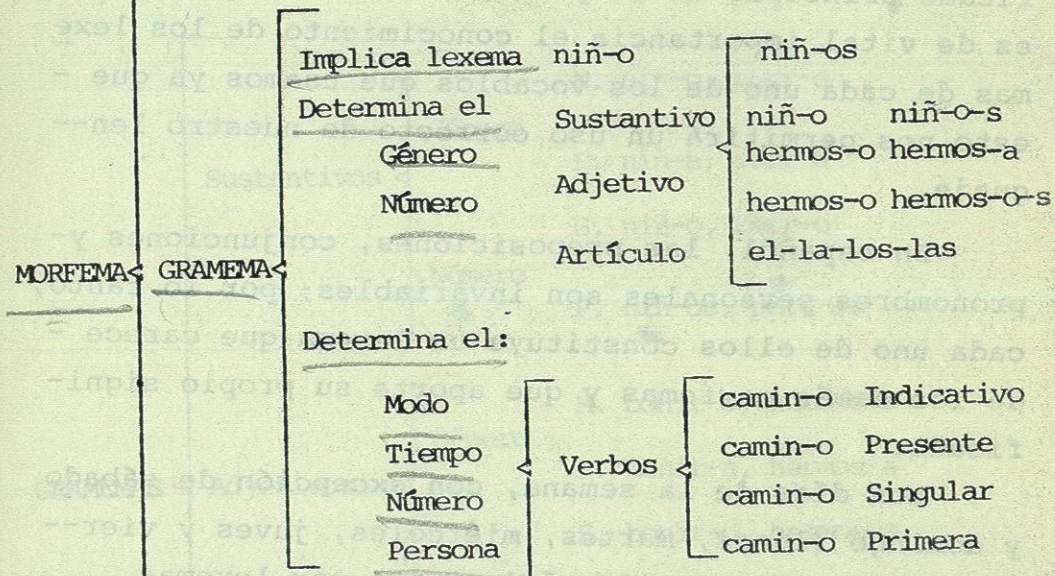 Implica lexema niñ-o niñ-os
Determina el Sustantivo niñ-o niñ-o-s
Género hermos-o hermos-a
Número Adjetivo hermos-o hermos-o-s
Artículo el-la-los-las
MORFEMA GRAMEMA
Determina el:
Modo camin-o Indicativo
Tiempo Verbos camin-o Presente
Número camin-o Singular
Persona camin-o Primera